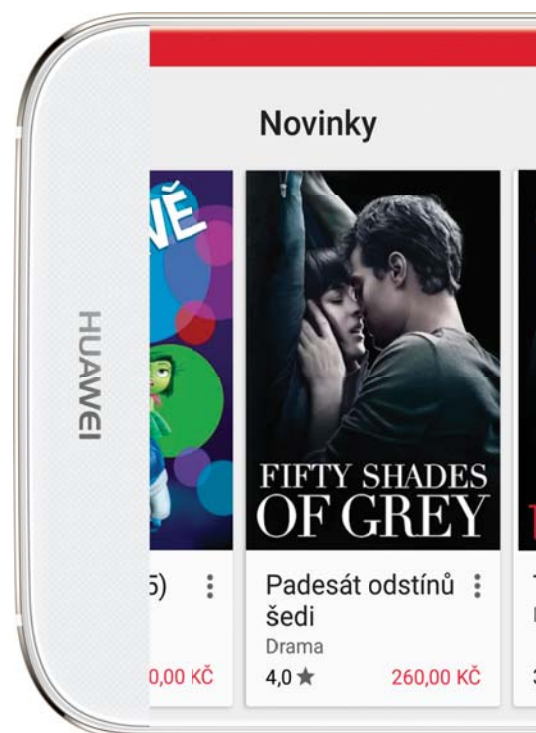 Novinky
NĚ
HUAWEI
FIFTY SHADES
OF GREY
5)
Padesát odstínů
šedi
Drama
0,00 KČ
4,0
260,00 KČ